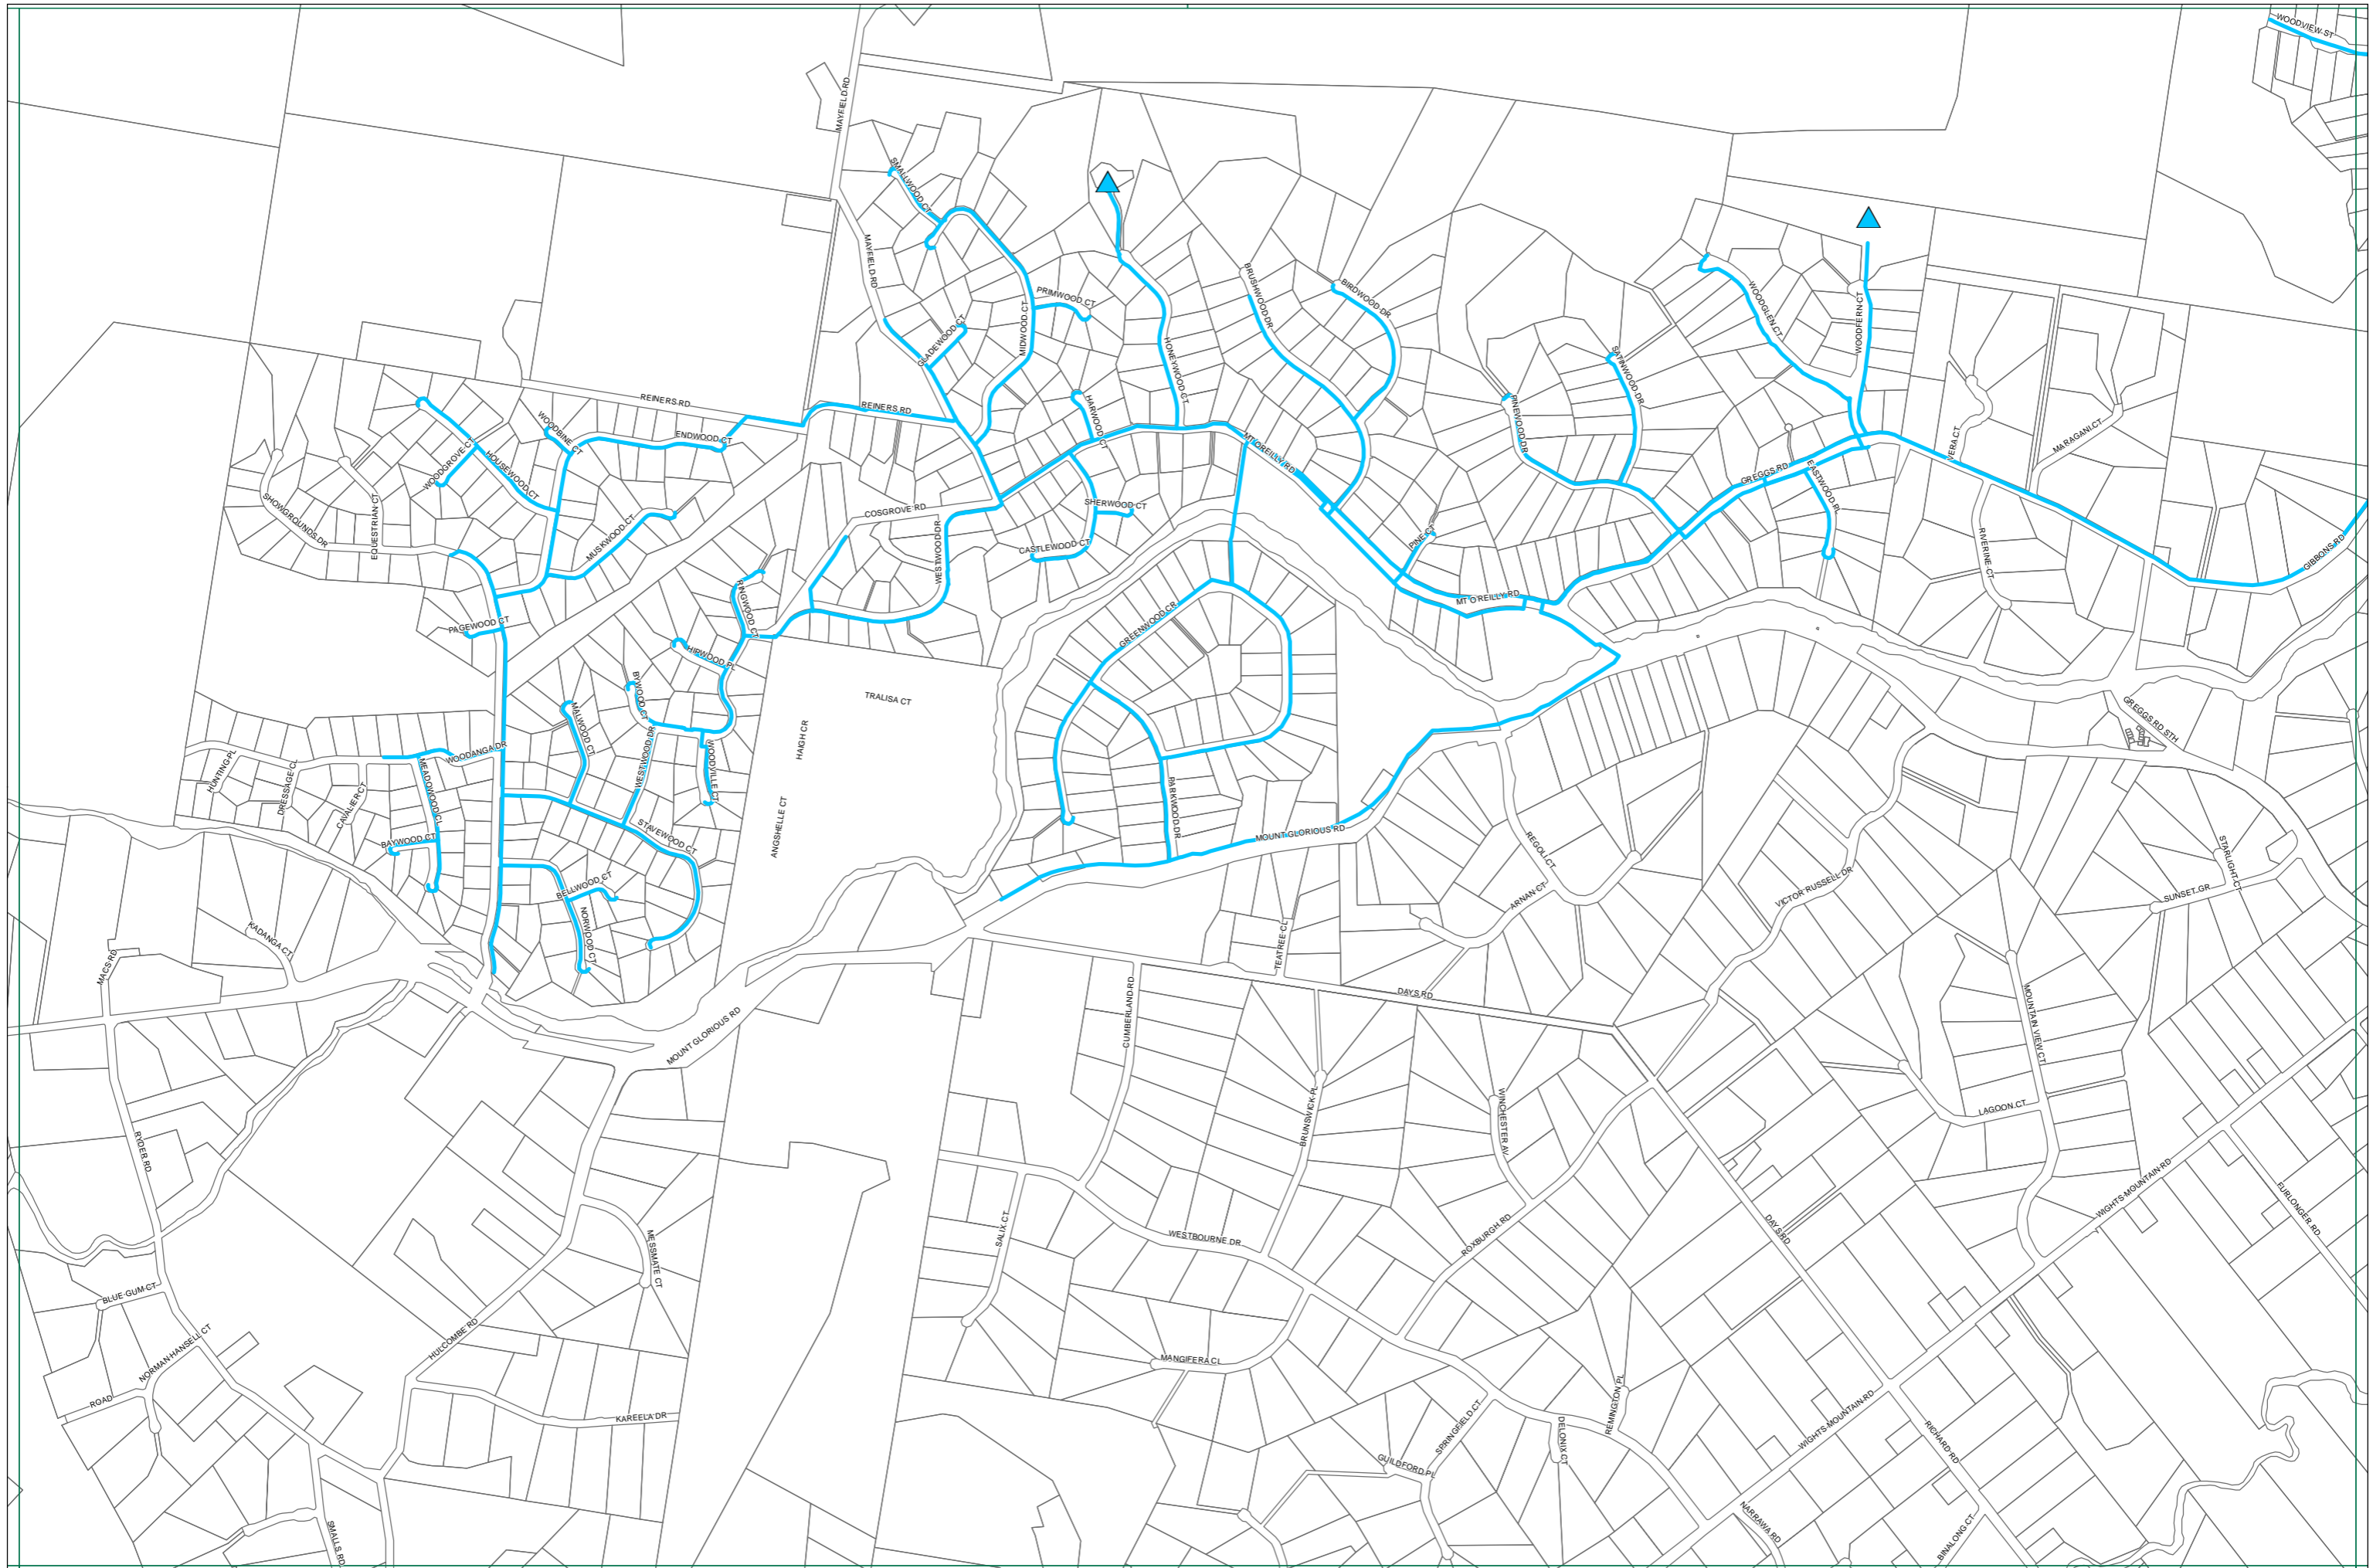 WOODVIEW ST
MAYFIELD RD
SMALLWOOD CT
MAYFIELD RD
PRIMWOOD CT
GLADEWOOD CT
MIDWOOD CT
HONEYWOOD CT
BRUSHWOOD DR
BIRDWOOD DR
WOODGLEN CT
WOODFERN CT
SATINWOOD DR
PINEWOOD DR
REINERS RD
REINERS RD
HARWOOD CT
WOODBINE CT
ENDWOOD CT
WOODGROVE CT
HOUSEWOOD CT
MT O'REILLY RD
GREGGS RD
EASTWOOD PL
VERA CT
MARAGANI CT
SHOWGROUNDS DR
EQUESTRIAN CT
MUSKWOOD CT
COSGROVE RD
WESTWOOD DR
SHERWOOD CT
CASTLEWOOD CT
PINE CT
RIVERINE CT
GIBBONS RD
MT O'REILLY RD
RINGWOOD CT
PAGEWOOD CT
HIPWOOD PL
GREENWOOD CR
BYWOOD CT
TRALISA CT
MALWOOD CT
HAIGH CR
GREGGS RD STH
WOODANGA DR
WESTWOOD DR
WOODVILLE CT
HUNTING PL
DRESSAGE CL
CAVALIER CT
MEADWOOD CL
BAYWOOD CT
STAVEWOOD CT
ANGSHELLE CT
PARKWOOD DR
MOUNT GLORIOUS RD
REGOLI CT
ARNAN CT
VICTOR RUSSELL DR
STARLIGHT CT
SUNSET GR
BELLWOOD CT
NORWOOD CT
KADANGA CT
MACS RD
TEATREE CL
DAYS RD
CUMBERLAND RD
MOUNT GLORIOUS RD
MOUNTAIN VIEW CT
LAGOON CT
RYDER RD
BRUNSWICK PL
WINCHESTER AV
WIGHTS MOUNTAIN RD
FURLONGER RD
SALIX CT
WESTBOURNE DR
ROXBURGH RD
DAYS RD
MESSMATE CT
BLUE GUM CT
HULCOMBE RD
NORMAN HANSELL CT
ROAD
MANGIFERA CL
KAREELA DR
SPRINGFIELD CT
GUILDFORD PL
DELONIX CT
REMINGTON PL
WIGHTS MOUNTAIN RD
RICHARD RD
NARRAWA RD
BINALONG CT
SMALLS RD